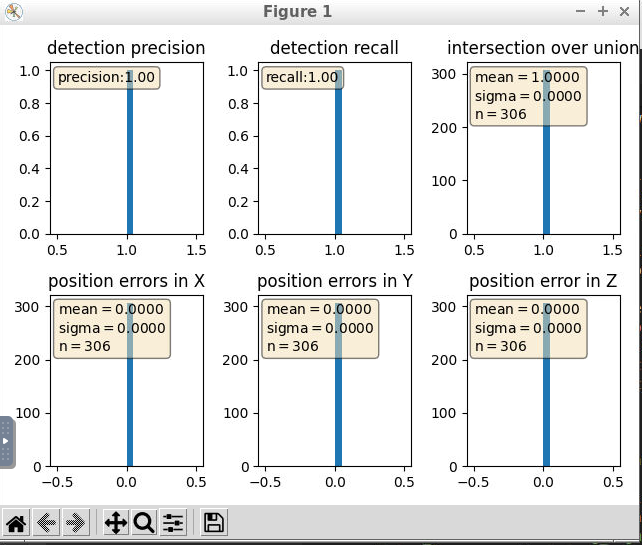 Figure 1
detection precision
detection recall
intersection over union
1.0
0.8
0.6
0.4
0.2
0.0
precision:1.00
0.5
1.0
1.5
1.0
0.8
0.6
0.4
0.2
0.0
recall:1.00
0.5
1.0
1.5
300
200
100
0
mean = 1.0000
sigma = 0.0000
n = 306
0.5
1.0
1.5
position errors in X
position errors in Y
position error in Z
300
200
100
0
mean = 0.0000
sigma = 0.0000
n = 306
−0.5
0.0
0.5
300
200
100
0
mean = 0.0000
sigma = 0.0000
n = 306
−0.5
0.0
0.5
300
200
100
0
mean = 0.0000
sigma = 0.0000
n = 306
−0.5
0.0
0.5